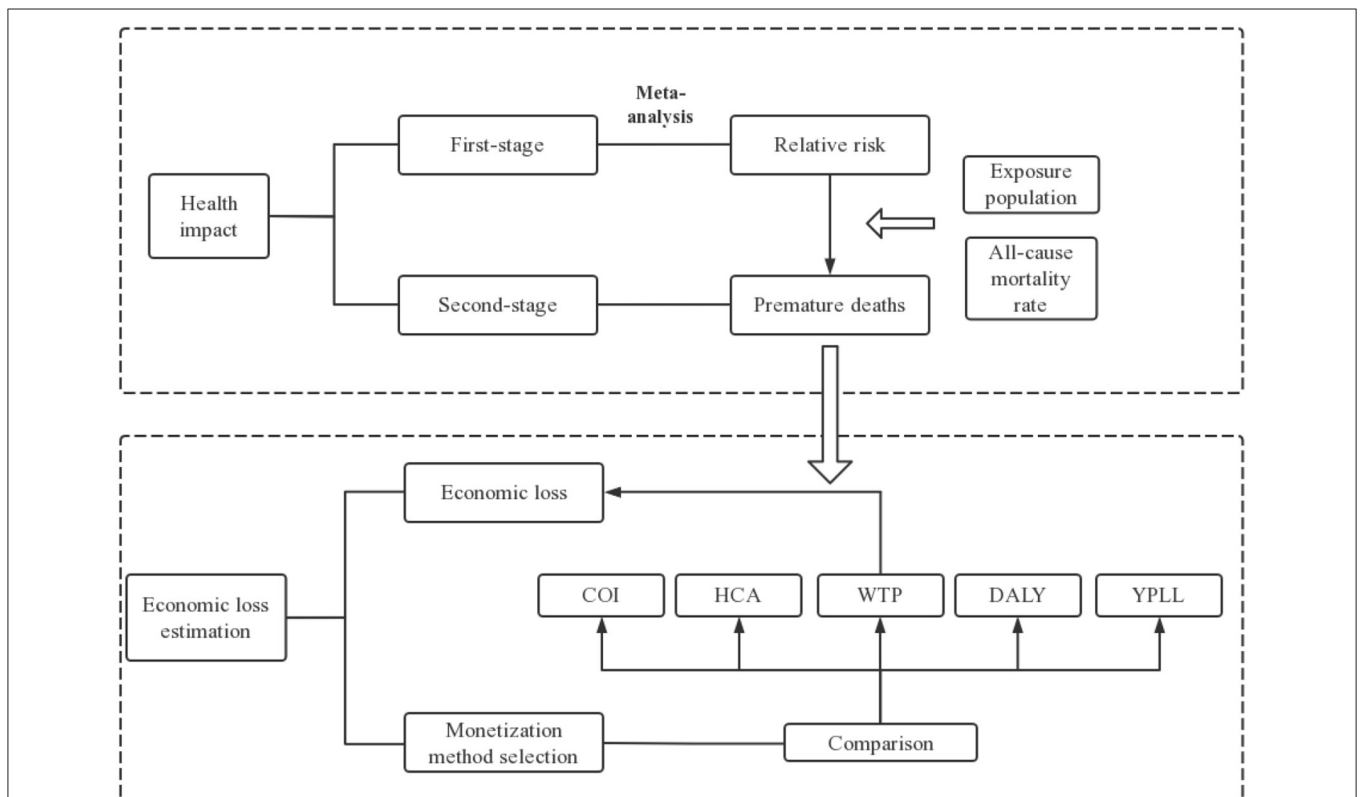 Meta-
analysis
First-stage
Relative risk
Exposure
population
Health
impact
All-cause
mortality
rate
Second-stage
Premature deaths
Economic loss
COI
HCA
WTP
DALY
YPLL
Economic loss
estimation
Monetization
method selection
Comparison